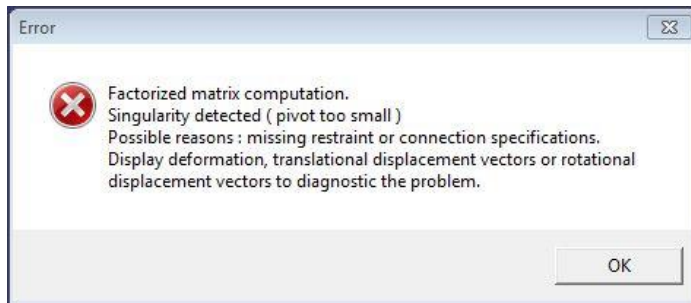 Error
Factorized matrix computation.
Singularity detected ( pivot too small )
Possible reasons : missing restraint or connection specifications.
Display deformation, translational displacement vectors or rotational
displacement vectors to diagnostic the problem.
OK